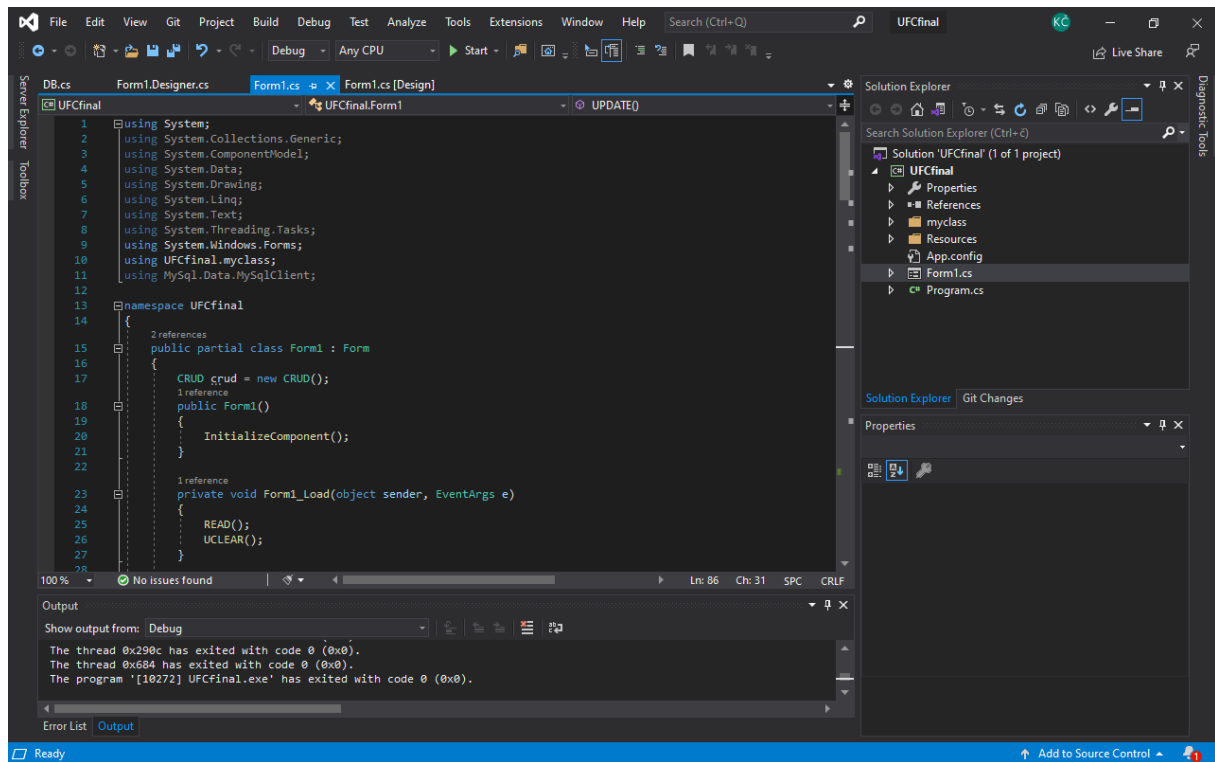 File Edit View Git Project Build Debug Test Analyze Tools Extensions Window Help Search (Ctrl+Q) UFCfinal KČ
Debug Any CPU Start Live Share
Server Explorer
Toolbox
DB.cs Form1.Designer.cs Form1.cs Form1.cs [Design]
UFCfinal UFCfinal.Form1 UPDATE()
1 using System;
2 using System.Collections.Generic;
3 using System.ComponentModel;
4 using System.Data;
5 using System.Drawing;
6 using System.Linq;
7 using System.Text;
8 using System.Threading.Tasks;
9 using System.Windows.Forms;
10 using UFCfinal.myclass;
11 using MySql.Data.MySqlClient;
12
13 namespace UFCfinal
14 {
2 references
15 public partial class Form1 : Form
16 {
17 CRUD crud = new CRUD();
1 reference
18 public Form1()
19 {
20 InitializeComponent();
21 }
22
1 reference
23 private void Form1_Load(object sender, EventArgs e)
24 {
25 READ();
26 UCLEAR();
27 }
28
100 % No issues found Ln: 86 Ch: 31 SPC CRLF
Output
Show output from: Debug
The thread 0x290c has exited with code 0 (0x0).
The thread 0x684 has exited with code 0 (0x0).
The program '[10272] UFCfinal.exe' has exited with code 0 (0x0).
Error List Output
Solution Explorer
Search Solution Explorer (Ctrl+č)
Solution 'UFCfinal' (1 of 1 project)
C# UFCfinal
Properties
References
myclass
Resources
App.config
Form1.cs
C# Program.cs
Solution Explorer Git Changes
Properties
Diagnostic Tools
Ready Add to Source Control 1